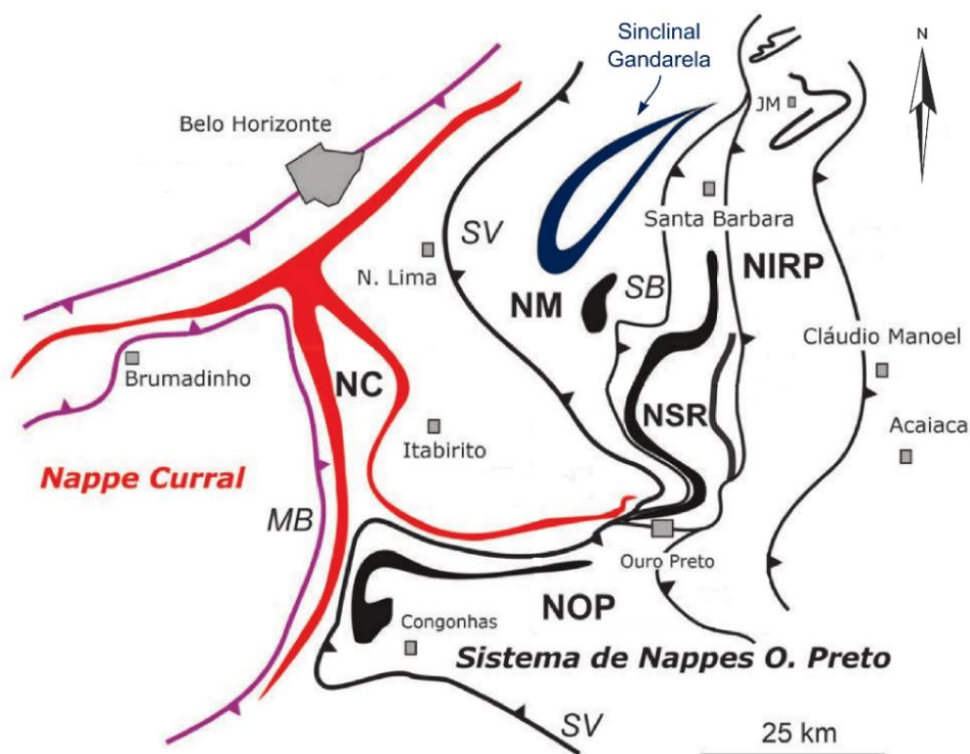 Sinclinal
Gandarela
N
JM
Belo Horizonte
Santa Barbara
SV
N. Lima
NIRP
NM
SB
Cláudio Manoel
Brumadinho
NC
NSR
Itabirito
Acaiaca
Nappe Curral
MB
Ouro Preto
NOP
Congonhas
Sistema de Nappes O. Preto
SV
25 km